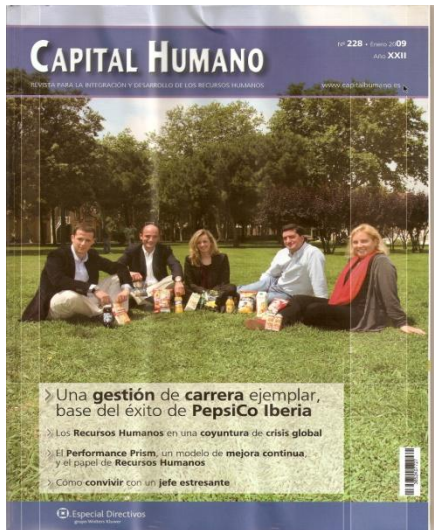 Nº 228 • Enero 2009
Año XXII
CAPITAL HUMANO
REVISTA PARA LA INTEGRACIÓN Y DESARROLLO DE LOS RECURSOS HUMANOS
www.capitalhumano.es
Una gestión de carrera ejemplar,
base del éxito de PepsiCo Iberia
Los Recursos Humanos en una coyuntura de crisis global
El Performance Prism, un modelo de mejora continua,
y el papel de Recursos Humanos
Cómo convivir con un jefe estresante
Especial Directivos
grupo Wolters Kluwer